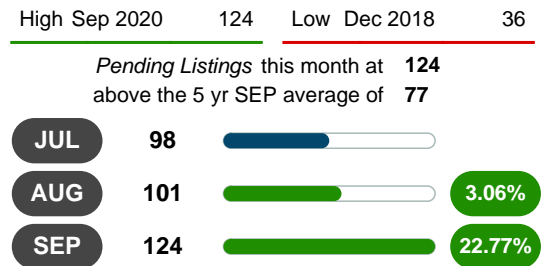 High Sep 2020 124 Low Dec 2018 36
Pending Listings this month at 124
above the 5 yr SEP average of 77
JUL 98
AUG 101 3.06%
SEP 124 22.77%